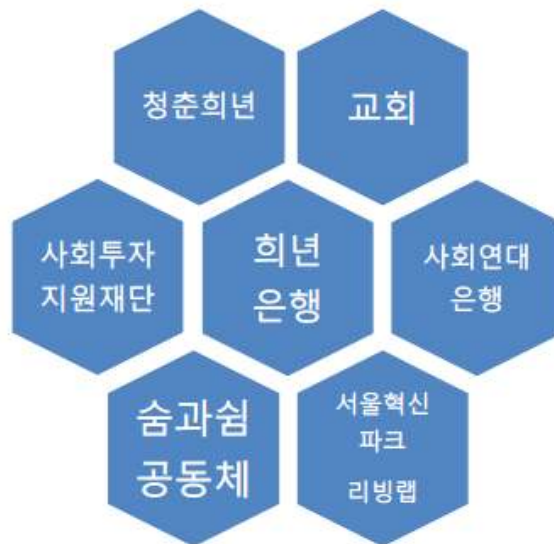 청춘희년
교회
사회투자
지원재단
희년
은행
사회연대
은행
숨과쉼
공동체
서울혁신
파크
리빙랩